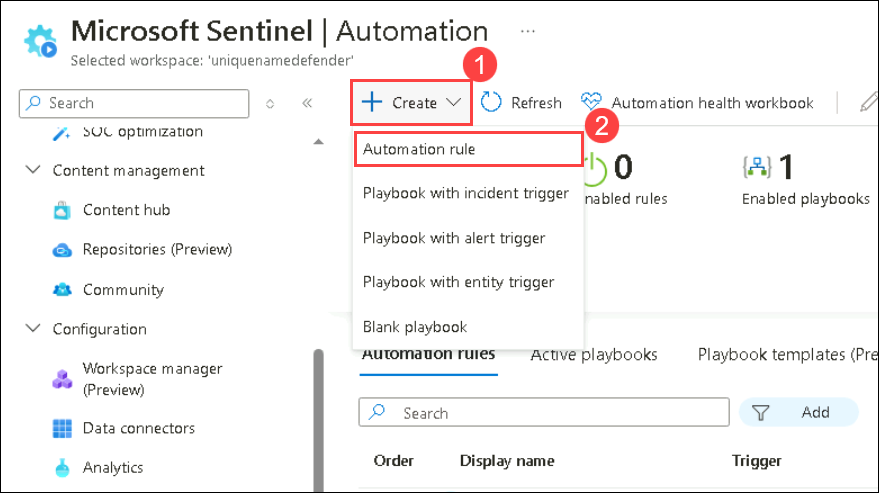 Microsoft Sentinel | Automation ...
Selected workspace: 'uniquenamedefender'
1
Search
«
Create
Refresh
Automation health workbook
2
SOC optimization
Content management
Content hub
Repositories (Preview)
Community
Configuration
Workspace manager
(Preview)
Data connectors
Analytics
Automation rule
Playbook with incident trigger
Playbook with alert trigger
Playbook with entity trigger
Blank playbook
0
nabled rules
1
Enabled playbooks
Automation rules
Active playbooks
Playbook templates (Pre
Search
Add
Order
Display name
Trigger